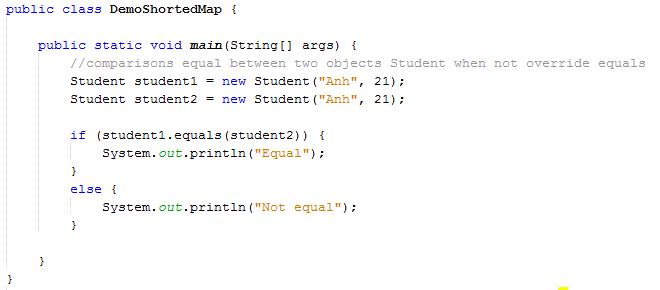 public class DemoShortedMap {
public static void main(String[] args) {
//comparisons equal between two objects Student when not override equals
Student student1 = new Student("Anh", 21);
Student student2 = new Student("Anh", 21);
if (student1.equals(student2)) {
System.out.println("Equal");
}
else {
System.out.println("Not equal");
}
}
}